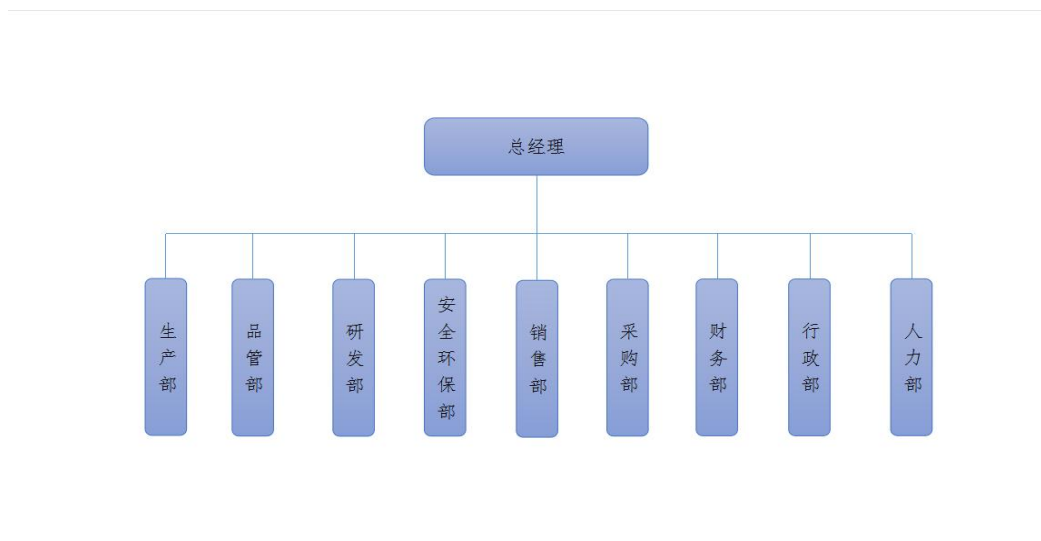 总经理
生产部
品管部
研发部
安全环保部
销售部
采购部
财务部
行政部
人力部